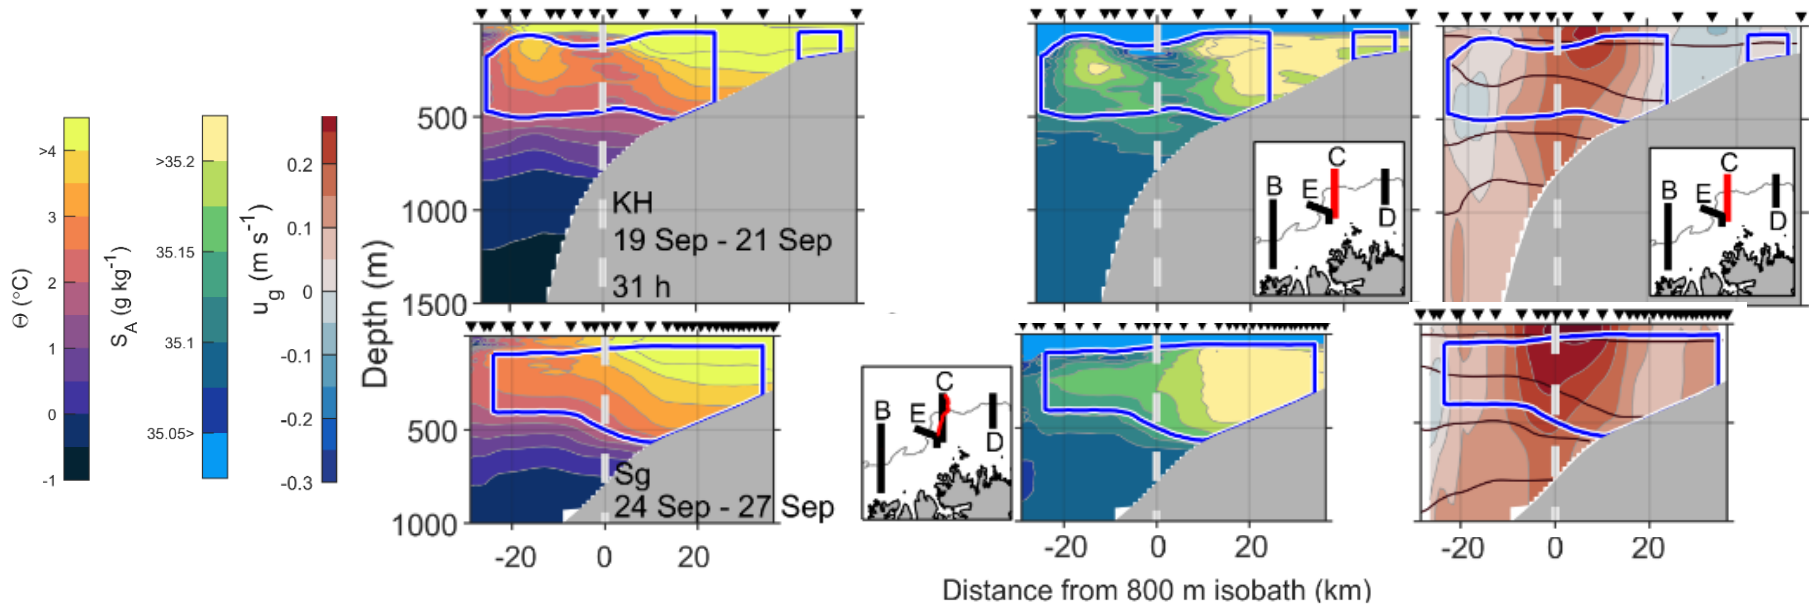 Θ (°C)
>4
3
2
1
0
-1
S_A (g kg⁻¹)
>35.2
35.15
35.1
35.05>
u_g (m s⁻¹)
0.2
0.1
0
-0.1
-0.2
-0.3
Depth (m)
500
1000
1500
KH
19 Sep - 21 Sep
31 h
C
B E
D
C
B E
D
500
1000
Sg
24 Sep - 27 Sep
C
B E
D
-20 0 20
-20 0 20
-20 0 20
Distance from 800 m isobath (km)